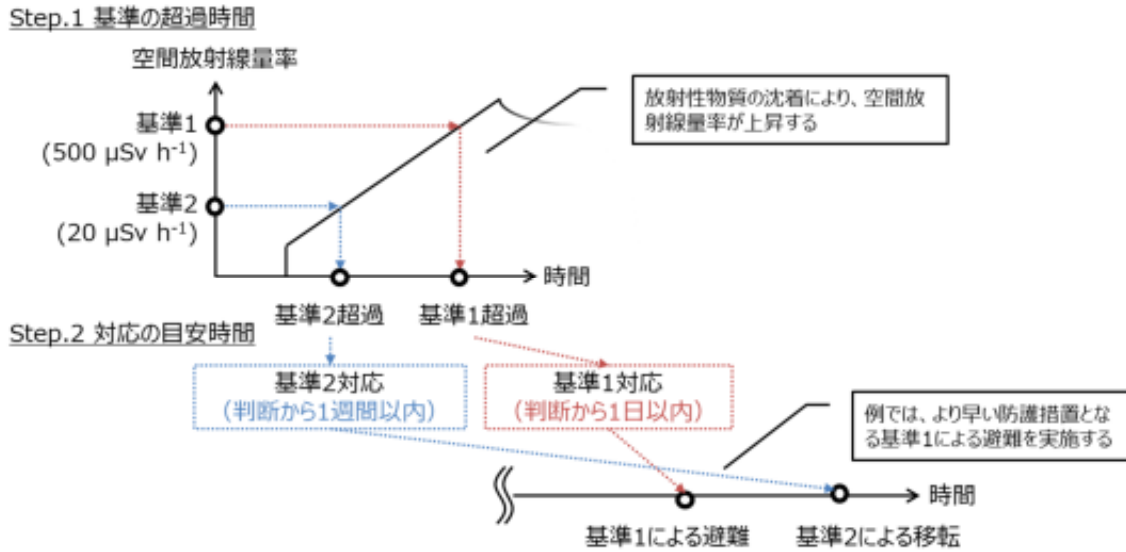 Step.1 基準の超過時間
空間放射線量率
放射性物質の沈着により、空間放
射線量率が上昇する
基準1
(500 μSv h⁻¹)
基準2
(20 μSv h⁻¹)
時間
基準2超過
基準1超過
Step.2 対応の目安時間
基準2対応
(判断から1週間以内)
基準1対応
(判断から1日以内)
例では、より早い防護措置とな
る基準1による避難を実施する
時間
基準1による避難
基準2による移転